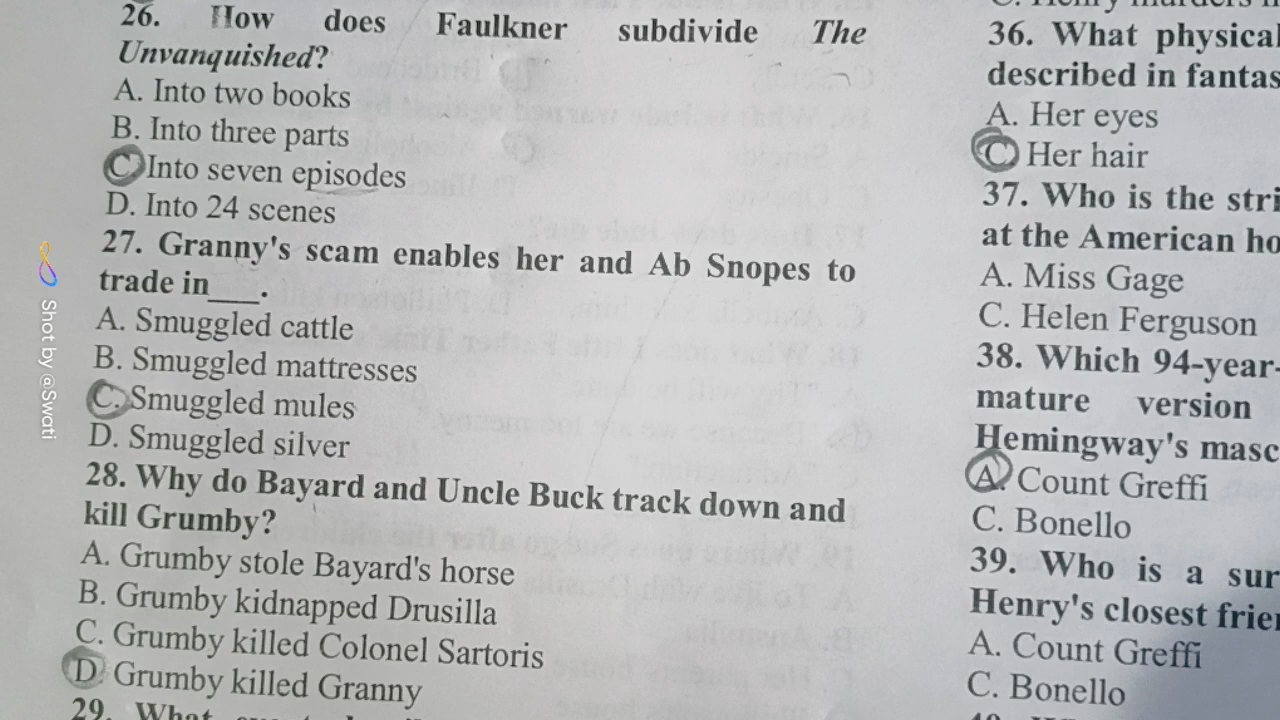 26. How does Faulkner subdivide The
Unvanquished?
A. Into two books
B. Into three parts
C. Into seven episodes
D. Into 24 scenes
27. Granny's scam enables her and Ab Snopes to
trade in___.
A. Smuggled cattle
B. Smuggled mattresses
C. Smuggled mules
D. Smuggled silver
28. Why do Bayard and Uncle Buck track down and
kill Grumby?
A. Grumby stole Bayard's horse
B. Grumby kidnapped Drusilla
C. Grumby killed Colonel Sartoris
D. Grumby killed Granny
29. What
36. What physical
described in fantas
A. Her eyes
C. Her hair
37. Who is the stri
at the American ho
A. Miss Gage
C. Helen Ferguson
38. Which 94-year-
mature version
Hemingway's masc
A. Count Greffi
C. Bonello
39. Who is a sur
Henry's closest frie
A. Count Greffi
C. Bonello
Shot by @Swati